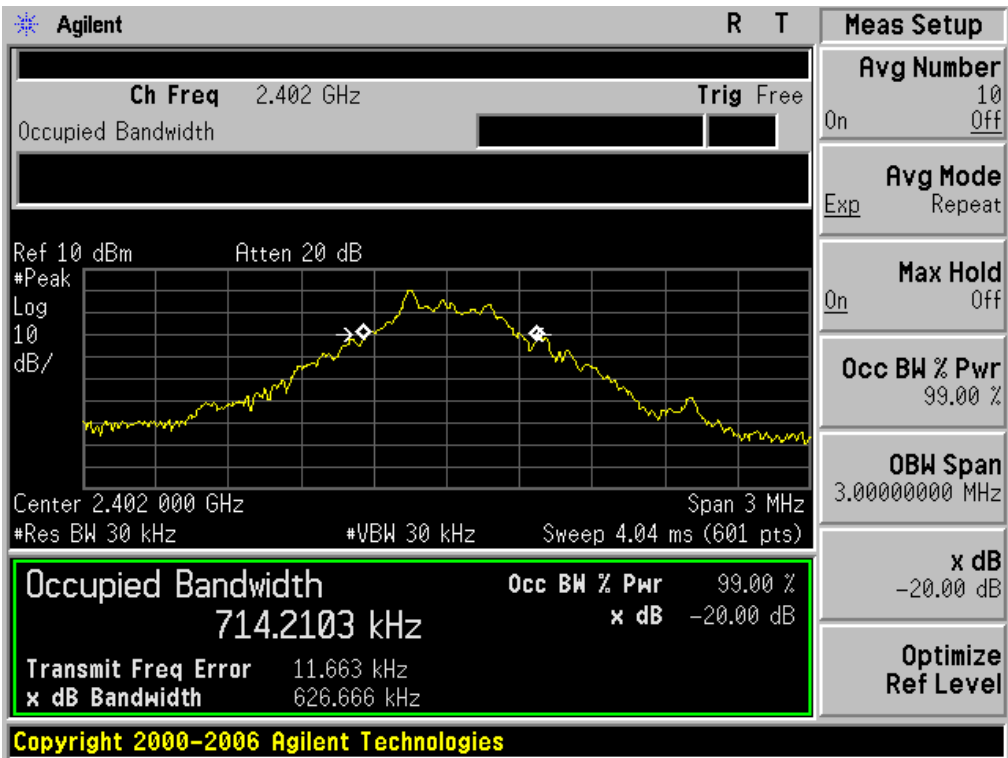 Agilent R T
Ch Freq 2.402 GHz Trig Free
Occupied Bandwidth
Ref 10 dBm Atten 20 dB
#Peak
Log
10
dB/
Center 2.402 000 GHz Span 3 MHz
#Res BW 30 kHz #VBW 30 kHz Sweep 4.04 ms (601 pts)
Occupied Bandwidth Occ BW % Pwr 99.00 %
714.2103 kHz x dB -20.00 dB
Transmit Freq Error 11.663 kHz
x dB Bandwidth 626.666 kHz
Copyright 2000-2006 Agilent Technologies
Meas Setup
Avg Number
10
On Off
Avg Mode
Exp Repeat
Max Hold
On Off
Occ BW % Pwr
99.00 %
OBW Span
3.00000000 MHz
x dB
-20.00 dB
Optimize
Ref Level